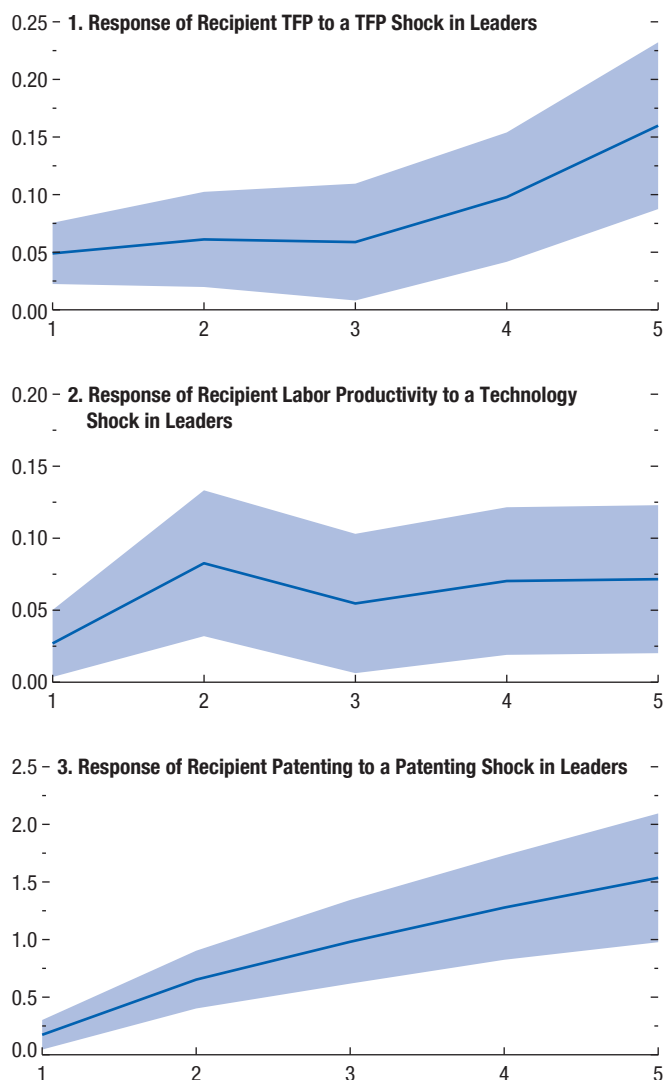 1. Response of Recipient TFP to a TFP Shock in Leaders
0.25
0.20
0.15
0.10
0.05
0.00
1 2 3 4 5
2. Response of Recipient Labor Productivity to a Technology
Shock in Leaders
0.20
0.15
0.10
0.05
0.00
1 2 3 4 5
3. Response of Recipient Patenting to a Patenting Shock in Leaders
2.5
2.0
1.5
1.0
0.5
0.0
1 2 3 4 5